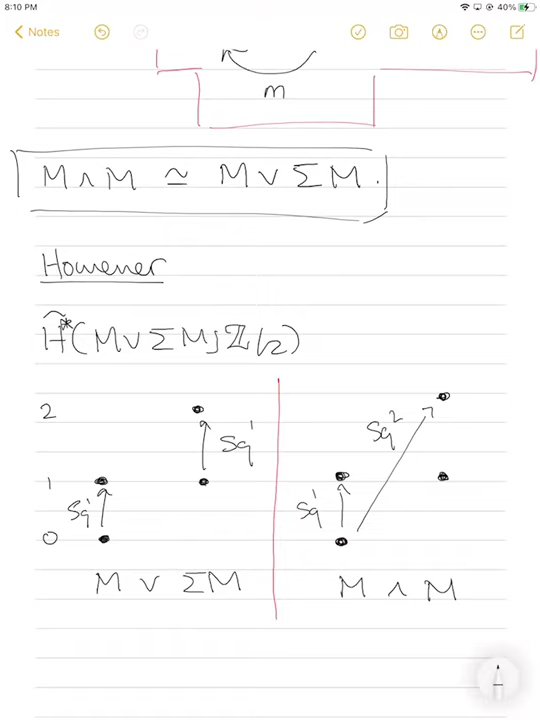 8:10 PM
40%
Notes
m
M ∧ M ≃ M ∨ ΣM.
However
H̃*(M ∨ ΣM; ℤ/2)
2
Sq¹
Sq²
1
Sq¹
Sq¹
0
M ∨ ΣM
M ∧ M